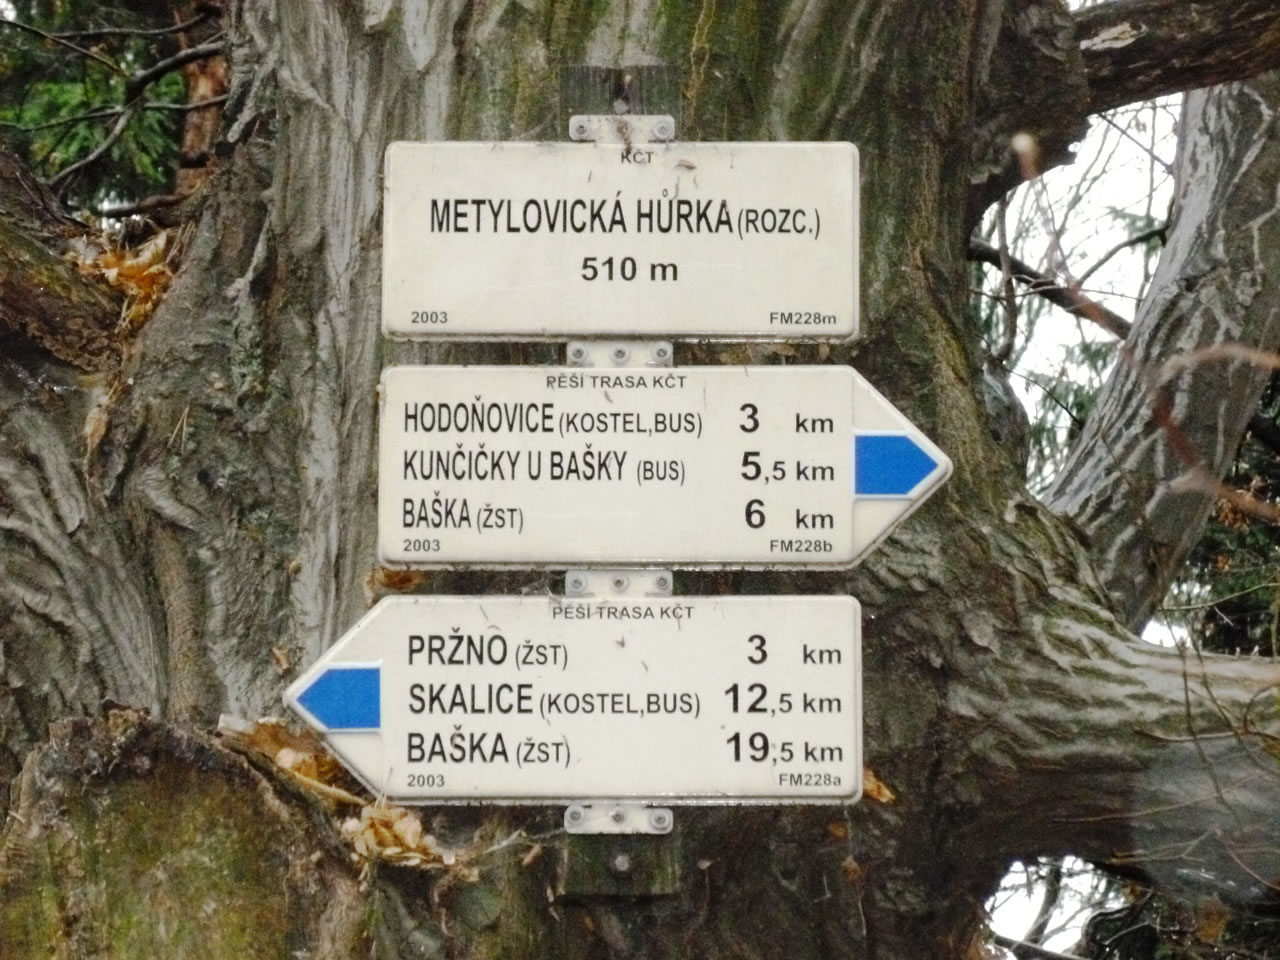 KČT
METYLOVICKÁ HŮRKA (ROZC.)
510 m
2003 FM228m
PĚŠÍ TRASA KČT
HODOŇOVICE (KOSTEL,BUS) 3 km
KUNČIČKY U BAŠKY (BUS) 5,5 km
BAŠKA (ŽST) 6 km
2003 FM228b
PĚŠÍ TRASA KČT
PRŽNO (ŽST) 3 km
SKALICE (KOSTEL,BUS) 12,5 km
BAŠKA (ŽST) 19,5 km
2003 FM228a